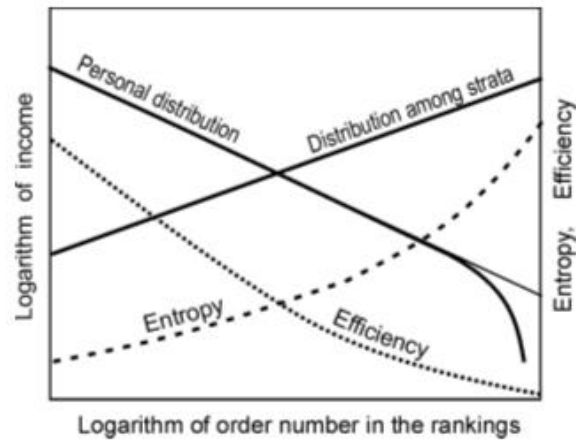 Personal distribution
Distribution among strata
Entropy
Efficiency
Logarithm of income
Entropy, Efficiency
Logarithm of order number in the rankings